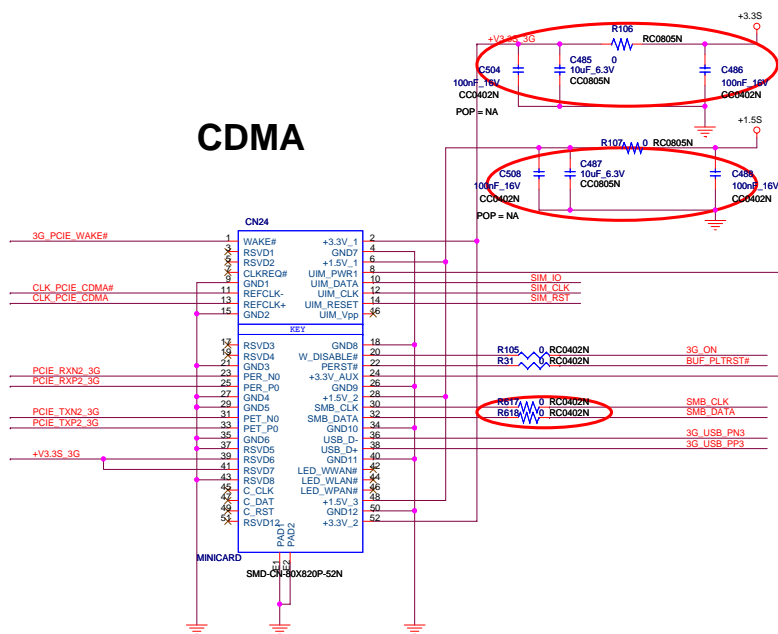 +3.3S
R106
+V3.3S_3G
RC0805N
C504
C485
0
C486
100nF_16V
10uF_6.3V
100nF_16V
CC0402N
CC0805N
CC0402N
POP = NA
+1.5S
CDMA
R107 0 RC0805N
C508
C487
C488
100nF_16V
10uF_6.3V
100nF_16V
CC0402N
CC0805N
CC0402N
POP = NA
CN24
3G_PCIE_WAKE# 1 WAKE# +3.3V_1 2
3 RSVD1 GND7 4
5 RSVD2 +1.5V_1 6
7 CLKREQ# UIM_PWR1 8
9 GND1 UIM_DATA 10 SIM_IO
CLK_PCIE_CDMA# 11 REFCLK- UIM_CLK 12 SIM_CLK
CLK_PCIE_CDMA 13 REFCLK+ UIM_RESET 14 SIM_RST
15 GND2 UIM_Vpp 16
KEY
17 RSVD3 GND8 18
19 RSVD4 W_DISABLE# 20 R105 0 RC0402N 3G_ON
21 GND3 PERST# 22 R31 0 RC0402N BUF_PLTRST#
PCIE_RXN2_3G 23 PER_N0 +3.3V_AUX 24
PCIE_RXP2_3G 25 PER_P0 GND9 26
27 GND4 +1.5V_2 28
29 GND5 SMB_CLK 30 R617 0 RC0402N SMB_CLK
PCIE_TXN2_3G 31 PET_N0 SMB_DATA 32 R618 0 RC0402N SMB_DATA
PCIE_TXP2_3G 33 PET_P0 GND10 34
35 GND6 USB_D- 36 3G_USB_PN3
37 RSVD5 USB_D+ 38 3G_USB_PP3
+V3.3S_3G 39 RSVD6 GND11 40
41 RSVD7 LED_WWAN# 42
43 RSVD8 LED_WLAN# 44
45 C_CLK LED_WPAN# 46
47 C_DAT +1.5V_3 48
49 C_RST GND12 50
51 RSVD12 +3.3V_2 52
PAD1
PAD2
MINICARD
E1
E2
SMD-CN-80X820P-52N